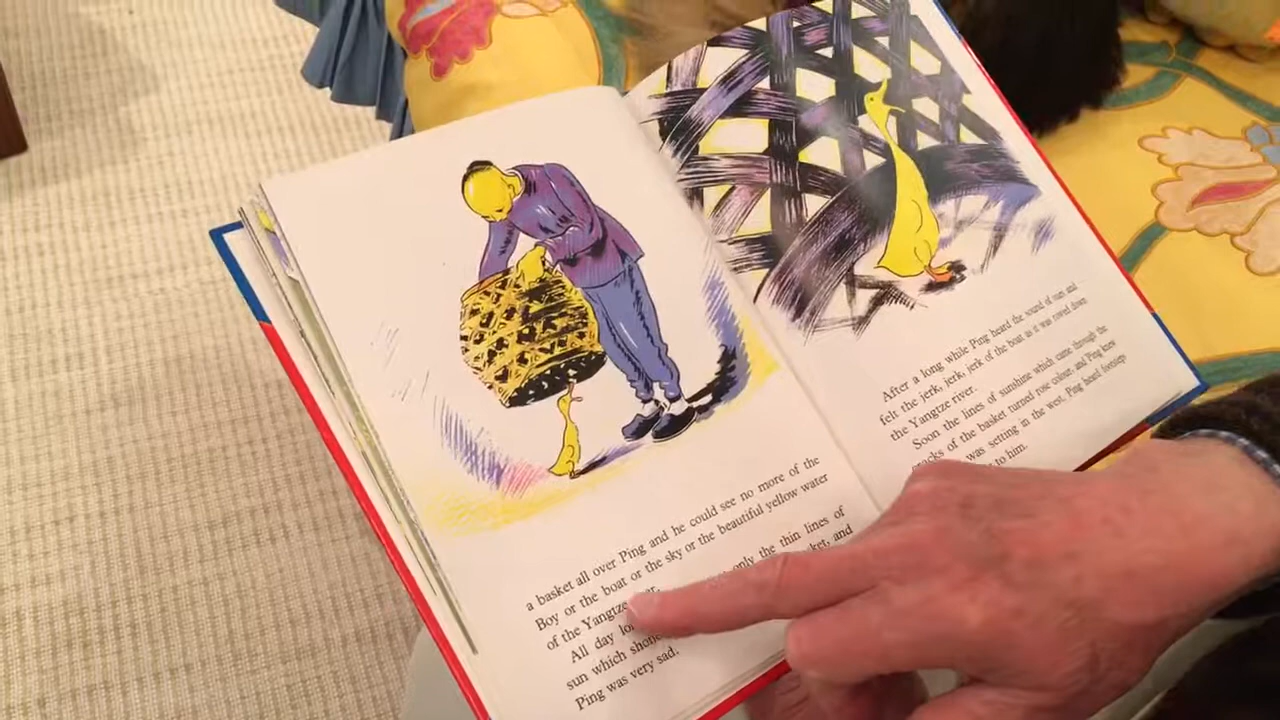 a basket all over Ping and he could see no more of the
Boy or the boat or the sky or the beautiful yellow water
of the Yangtze
All day only the thin lines of
sun which shone and
Ping was very sad.
After a long while Ping heard the sound of oars and
felt the jerk, jerk, jerk of the boat as it was rowed down
the Yangtze river.
Soon the lines of sunshine which came through the
cracks of the basket turned rose colour, and Ping knew
was setting in the west. Ping heard footsteps
to him.